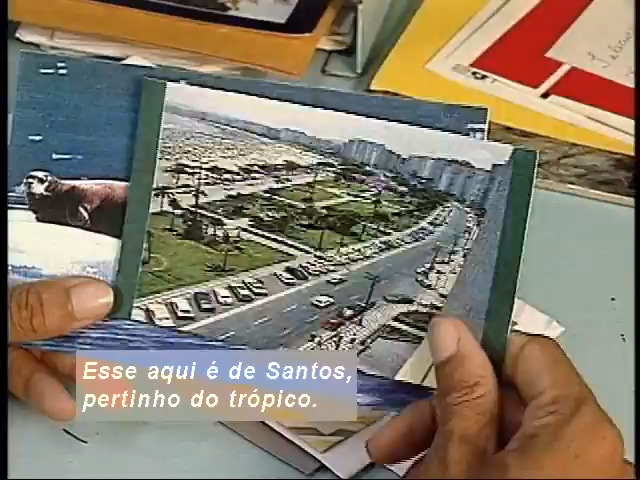 Esse aqui é de Santos,
pertinho do trópico.